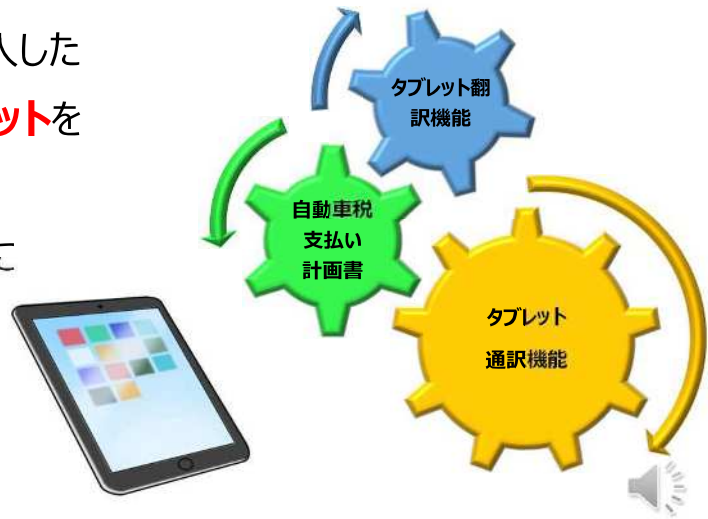 入した
ットを
に
タブレット翻
訳機能
自動車税
支払い
計画書
タブレット
通訳機能